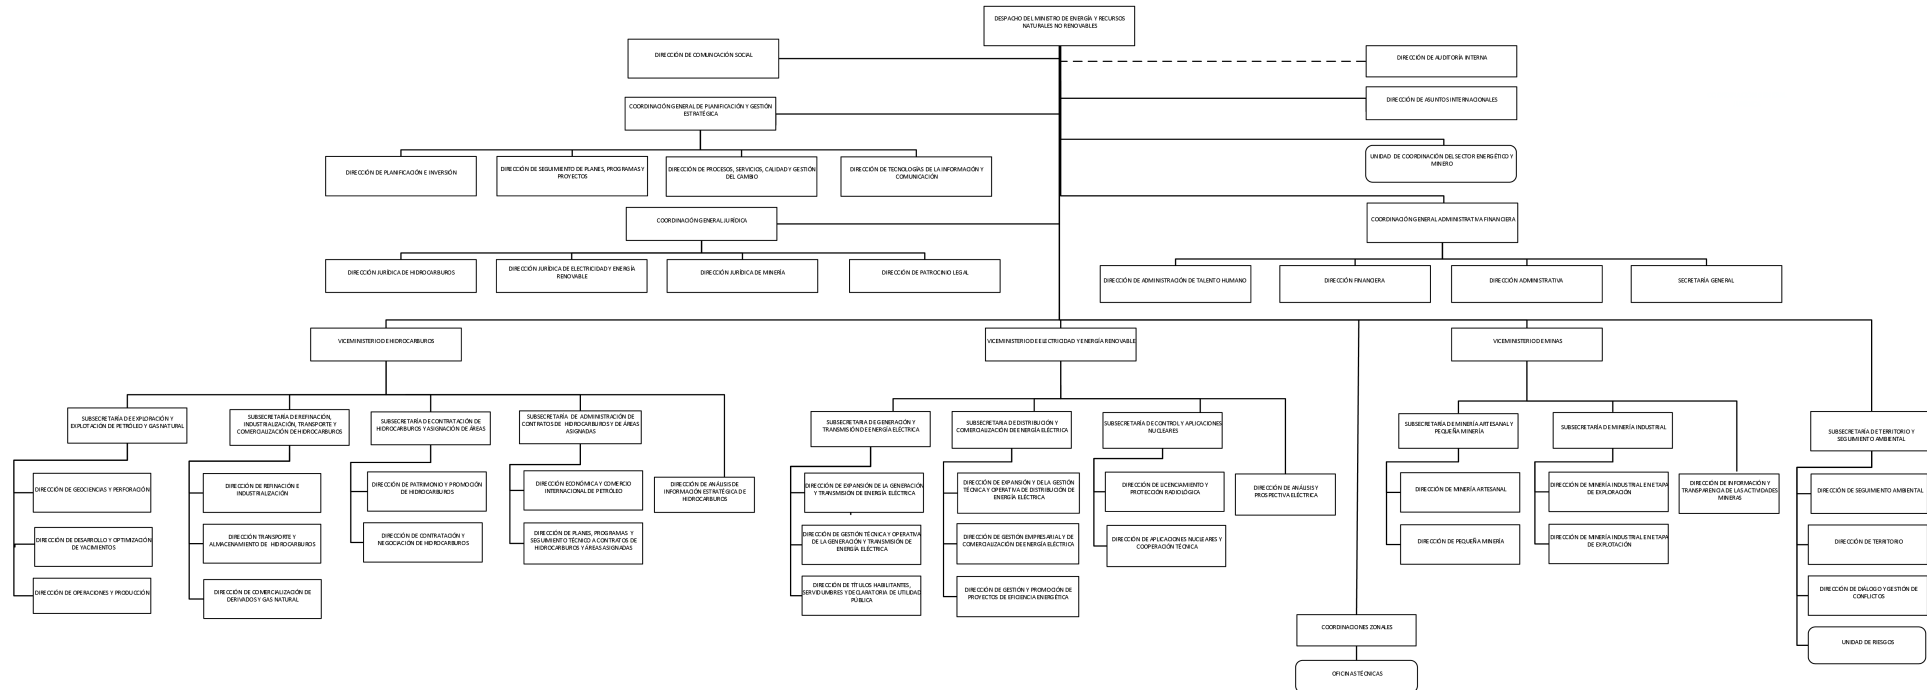 DESPACHO DEL MINISTRO DE ENERGÍA Y RECURSOS
NATURALES NO RENOVABLES
DIRECCIÓN DE COMUNCACIÓN SOCIAL
DIRECCIÓN DE AUDITORÍA INTERNA
DIRECCIÓN DE ASUNTOS INTERNACIONALES
COORDINACIÓN GENERAL DE PLANIFICACIÓN Y GESTIÓN
ESTRATÉGICA
UNIDAD DE COORDINACIÓN DEL SECTOR ENERGÉTICO Y
MINERO
DIRECCIÓN DE PLANIFICACIÓN E INVERSIÓN
DIRECCIÓN DE SEGUIMIENTO DE PLANES, PROGRAMAS Y
PROYECTOS
DIRECCIÓN DE PROCESOS, SERVICIOS, CALIDAD Y GESTIÓN
DEL CAMBIO
DIRECCIÓN DE TECNOLOGÍAS DE LA INFORMACIÓN Y
COMUNICACIÓN
COORDINACIÓN GENERAL JURÍDICA
COORDINACIÓN GENERAL ADMINISTRATIVA FINANCIERA
DIRECCIÓN JURÍDICA DE HIDROCARBUROS
DIRECCIÓN JURÍDICA DE ELECTRICIDAD Y ENERGÍA
RENOVABLE
DIRECCIÓN JURÍDICA DE MINERÍA
DIRECCIÓN DE PATROCINIO LEGAL
DIRECCIÓN DE ADMINISTRACIÓN DE TALENTO HUMANO
DIRECCIÓN FINANCIERA
DIRECCIÓN ADMINISTRATIVA
SECRETARÍA GENERAL
VICEMINISTERIO DE HIDROCARBUROS
VICEMINISTERIO DE ELECTRICIDAD Y ENERGÍA RENOVABLE
VICEMINISTERIO DE MINAS
SUBSECRETARÍA DE EXPLORACIÓN Y
EXPLOTACIÓN DE PETRÓLEO Y GAS NATURAL
SUBSECRETARÍA DE REFINACIÓN,
INDUSTRIALIZACIÓN, TRANSPORTE Y
COMERCIALIZACIÓN DE HIDROCARBUROS
SUBSECRETARÍA DE CONTRATACIÓN DE
HIDROCARBUROS Y ASIGNACIÓN DE ÁREAS
SUBSECRETARÍA DE ADMINISTRACIÓN DE
CONTRATOS DE HIDROCARBUROS Y DE ÁREAS
ASIGNADAS
SUBSECRETARIA DE GENERACIÓN Y
TRANSMISIÓN DE ENERGÍA ELÉCTRICA
SUBSECRETARIA DE DISTRIBUCIÓN Y
COMERCIALIZACIÓN DE ENERGÍA ELÉCTRICA
SUBSECRETARÍA DE CONTROL Y APLICACIONES
NUCLEARES
SUBSECRETARÍA DE MINERÍA ARTESANAL Y
PEQUEÑA MINERÍA
SUBSECRETARÍA DE MINERÍA INDUSTRIAL
SUBSECRETARÍA DE TERRITORIO Y
SEGUIMIENTO AMBIENTAL
DIRECCIÓN DE GEOCIENCIAS Y PERFORACIÓN
DIRECCIÓN DE REFINACIÓN E
INDUSTRIALIZACIÓN
DIRECCIÓN DE PATRIMONIO Y PROMOCIÓN
DE HIDROCARBUROS
DIRECCIÓN ECONÓMICA Y COMERCIO
INTERNACIONAL DE PETRÓLEO
DIRECCIÓN DE ANÁLISIS DE
INFORMACIÓN ESTRATÉGICA DE
HIDROCARBUROS
DIRECCIÓN DE EXPANSIÓN DE LA GENERACIÓN
Y TRANSMISIÓN DE ENERGÍA ELÉCTRICA
DIRECCIÓN DE EXPANSIÓN Y DE LA GESTIÓN
TÉCNICA Y OPERATIVA DE DISTRIBUCIÓN DE
ENERGÍA ELÉCTRICA
DIRECCIÓN DE LICENCIAMIENTO Y
PROTECCIÓN RADIOLÓGICA
DIRECCIÓN DE ANÁLISIS Y
PROSPECTIVA ELÉCTRICA
DIRECCIÓN DE MINERÍA ARTESANAL
DIRECCIÓN DE MINERÍA INDUSTRIAL EN ETAPA
DE EXPLORACIÓN
DIRECCIÓN DE INFORMACIÓN Y
TRANSPARENCIA DE LAS ACTIVIDADES
MINERAS
DIRECCIÓN DE SEGUIMIENTO AMBIENTAL
DIRECCIÓN DE DESARROLLO Y OPTIMIZACIÓN
DE YACIMIENTOS
DIRECCIÓN TRANSPORTE Y
ALMACENAMIENTO DE HIDROCARBUROS
DIRECCIÓN DE CONTRATACIÓN Y
NEGOCIACIÓN DE HIDROCARBUROS
DIRECCIÓN DE PLANES, PROGRAMAS Y
SEGUIMIENTO TÉCNICO A CONTRATOS DE
HIDROCARBUROS Y ÁREAS ASIGNADAS
DIRECCIÓN DE GESTIÓN TÉCNICA Y OPERATIVA
DE LA GENERACIÓN Y TRANSMISIÓN DE
ENERGÍA ELÉCTRICA
DIRECCIÓN DE GESTIÓN EMPRESARIAL Y DE
COMERCIALIZACIÓN DE ENERGÍA ELÉCTRICA
DIRECCIÓN DE APLICACIONES NUCLEARES Y
COOPERACIÓN TÉCNICA
DIRECCIÓN DE PEQUEÑA MINERÍA
DIRECCIÓN DE MINERÍA INDUSTRIAL EN ETAPA
DE EXPLOTACIÓN
DIRECCIÓN DE TERRITORIO
DIRECCIÓN DE OPERACIONES Y PRODUCCIÓN
DIRECCIÓN DE COMERCIALIZACIÓN DE
DERIVADOS Y GAS NATURAL
DIRECCIÓN DE TÍTULOS HABILITANTES,
SERVIDUMBRES Y DECLARATORIA DE UTILIDAD
PÚBLICA
DIRECCIÓN DE GESTIÓN Y PROMOCIÓN DE
PROYECTOS DE EFICIENCIA ENERGÉTICA
DIRECCIÓN DE DIÁLOGO Y GESTIÓN DE
CONFLICTOS
COORDINACIONES ZONALES
UNIDAD DE RIESGOS
OFICINAS TÉCNICAS